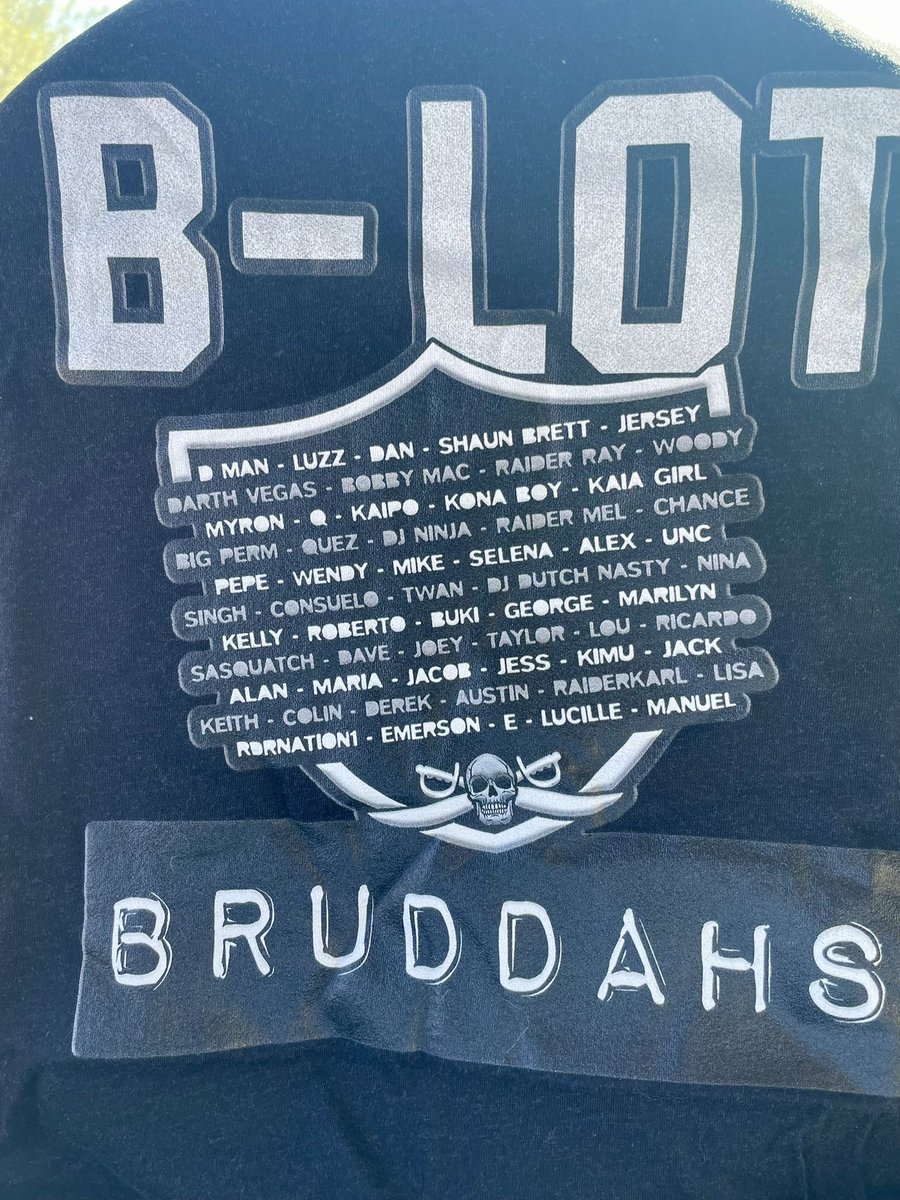 B-LOT
D MAN - LUZZ - DAN - SHAUN BRETT - JERSEY
DARTH VEGAS - BOBBY MAC - RAIDER RAY - WOODY
MYRON - Q - KAIPO - KONA BOY - KAIA GIRL
BIG PERM - QUEZ - DJ NINJA - RAIDER MEL - CHANCE
PEPE - WENDY - MIKE - SELENA - ALEX - UNC
SINGH - CONSUELO - TWAN - DJ DUTCH NASTY - NINA
KELLY - ROBERTO - BUKI - GEORGE - MARILYN
SASQUATCH - DAVE - JOEY - TAYLOR - LOU - RICARDO
ALAN - MARIA - JACOB - JESS - KIMU - JACK
KEITH - COLIN - DEREK - AUSTIN - RAIDERKARL - LISA
RDRNATION1 - EMERSON - E - LUCILLE - MANUEL
BRUDDAHS